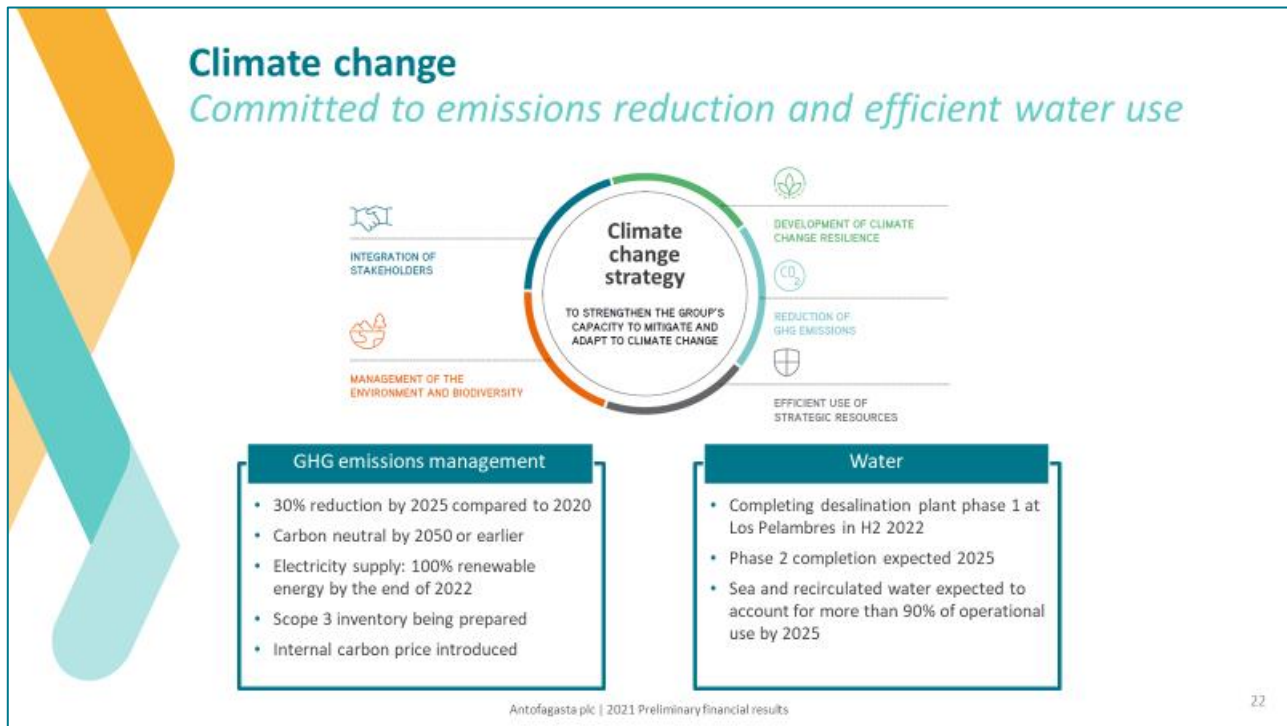 Climate change
Committed to emissions reduction and efficient water use
INTEGRATION OF
STAKEHOLDERS
MANAGEMENT OF THE
ENVIRONMENT AND BIODIVERSITY
Climate
change
strategy
TO STRENGTHEN THE GROUP'S
CAPACITY TO MITIGATE AND
ADAPT TO CLIMATE CHANGE
DEVELOPMENT OF CLIMATE
CHANGE RESILIENCE
CO2
REDUCTION OF
GHG EMISSIONS
EFFICIENT USE OF
STRATEGIC RESOURCES
GHG emissions management
• 30% reduction by 2025 compared to 2020
• Carbon neutral by 2050 or earlier
• Electricity supply: 100% renewable
energy by the end of 2022
• Scope 3 inventory being prepared
• Internal carbon price introduced
Water
• Completing desalination plant phase 1 at
Los Pelambres in H2 2022
• Phase 2 completion expected 2025
• Sea and recirculated water expected to
account for more than 90% of operational
use by 2025
Antofagasta plc | 2021 Preliminary financial results
22